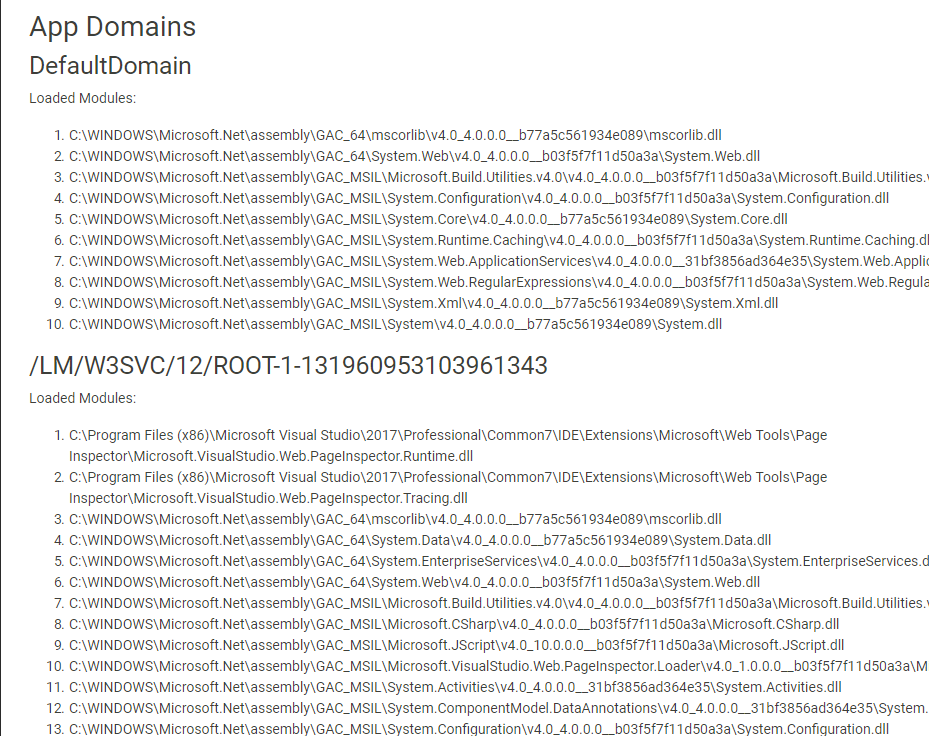 App Domains
DefaultDomain
Loaded Modules:
1. C:\WINDOWS\Microsoft.Net\assembly\GAC_64\mscorlib\v4.0_4.0.0.0__b77a5c561934e089\mscorlib.dll
2. C:\WINDOWS\Microsoft.Net\assembly\GAC_64\System.Web\v4.0_4.0.0.0__b03f5f7f11d50a3a\System.Web.dll
3. C:\WINDOWS\Microsoft.Net\assembly\GAC_MSIL\Microsoft.Build.Utilities.v4.0\v4.0_4.0.0.0__b03f5f7f11d50a3a\Microsoft.Build.Utilities.v
4. C:\WINDOWS\Microsoft.Net\assembly\GAC_MSIL\System.Configuration\v4.0_4.0.0.0__b03f5f7f11d50a3a\System.Configuration.dll
5. C:\WINDOWS\Microsoft.Net\assembly\GAC_MSIL\System.Core\v4.0_4.0.0.0__b77a5c561934e089\System.Core.dll
6. C:\WINDOWS\Microsoft.Net\assembly\GAC_MSIL\System.Runtime.Caching\v4.0_4.0.0.0__b03f5f7f11d50a3a\System.Runtime.Caching.dl
7. C:\WINDOWS\Microsoft.Net\assembly\GAC_MSIL\System.Web.ApplicationServices\v4.0_4.0.0.0__31bf3856ad364e35\System.Web.Applic
8. C:\WINDOWS\Microsoft.Net\assembly\GAC_MSIL\System.Web.RegularExpressions\v4.0_4.0.0.0__b03f5f7f11d50a3a\System.Web.Regula
9. C:\WINDOWS\Microsoft.Net\assembly\GAC_MSIL\System.Xml\v4.0_4.0.0.0__b77a5c561934e089\System.Xml.dll
10. C:\WINDOWS\Microsoft.Net\assembly\GAC_MSIL\System\v4.0_4.0.0.0__b77a5c561934e089\System.dll
/LM/W3SVC/12/ROOT-1-131960953103961343
Loaded Modules:
1. C:\Program Files (x86)\Microsoft Visual Studio\2017\Professional\Common7\IDE\Extensions\Microsoft\Web Tools\Page
Inspector\Microsoft.VisualStudio.Web.PageInspector.Runtime.dll
2. C:\Program Files (x86)\Microsoft Visual Studio\2017\Professional\Common7\IDE\Extensions\Microsoft\Web Tools\Page
Inspector\Microsoft.VisualStudio.Web.PageInspector.Tracing.dll
3. C:\WINDOWS\Microsoft.Net\assembly\GAC_64\mscorlib\v4.0_4.0.0.0__b77a5c561934e089\mscorlib.dll
4. C:\WINDOWS\Microsoft.Net\assembly\GAC_64\System.Data\v4.0_4.0.0.0__b77a5c561934e089\System.Data.dll
5. C:\WINDOWS\Microsoft.Net\assembly\GAC_64\System.EnterpriseServices\v4.0_4.0.0.0__b03f5f7f11d50a3a\System.EnterpriseServices.d
6. C:\WINDOWS\Microsoft.Net\assembly\GAC_64\System.Web\v4.0_4.0.0.0__b03f5f7f11d50a3a\System.Web.dll
7. C:\WINDOWS\Microsoft.Net\assembly\GAC_MSIL\Microsoft.Build.Utilities.v4.0\v4.0_4.0.0.0__b03f5f7f11d50a3a\Microsoft.Build.Utilities.v
8. C:\WINDOWS\Microsoft.Net\assembly\GAC_MSIL\Microsoft.CSharp\v4.0_4.0.0.0__b03f5f7f11d50a3a\Microsoft.CSharp.dll
9. C:\WINDOWS\Microsoft.Net\assembly\GAC_MSIL\Microsoft.JScript\v4.0_10.0.0.0__b03f5f7f11d50a3a\Microsoft.JScript.dll
10. C:\WINDOWS\Microsoft.Net\assembly\GAC_MSIL\Microsoft.VisualStudio.Web.PageInspector.Loader\v4.0_1.0.0.0__b03f5f7f11d50a3a\M
11. C:\WINDOWS\Microsoft.Net\assembly\GAC_MSIL\System.Activities\v4.0_4.0.0.0__31bf3856ad364e35\System.Activities.dll
12. C:\WINDOWS\Microsoft.Net\assembly\GAC_MSIL\System.ComponentModel.DataAnnotations\v4.0_4.0.0.0__31bf3856ad364e35\System.
13. C:\WINDOWS\Microsoft.Net\assembly\GAC_MSIL\System.Configuration\v4.0_4.0.0.0__b03f5f7f11d50a3a\System.Configuration.dll